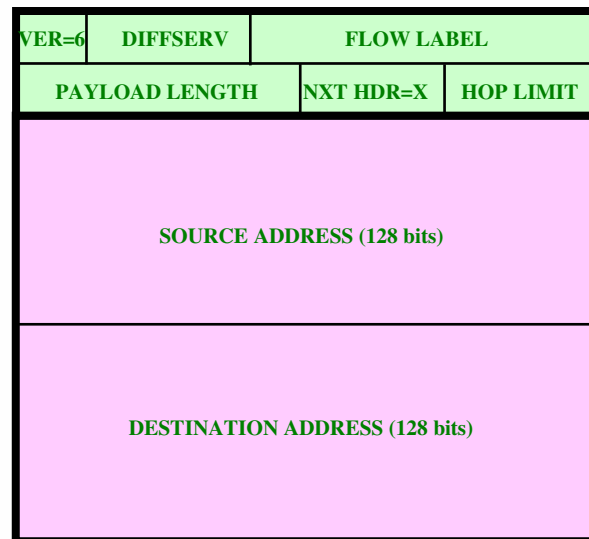 VER=6 DIFFSERV FLOW LABEL
PAYLOAD LENGTH NXT HDR=X HOP LIMIT
SOURCE ADDRESS (128 bits)
DESTINATION ADDRESS (128 bits)